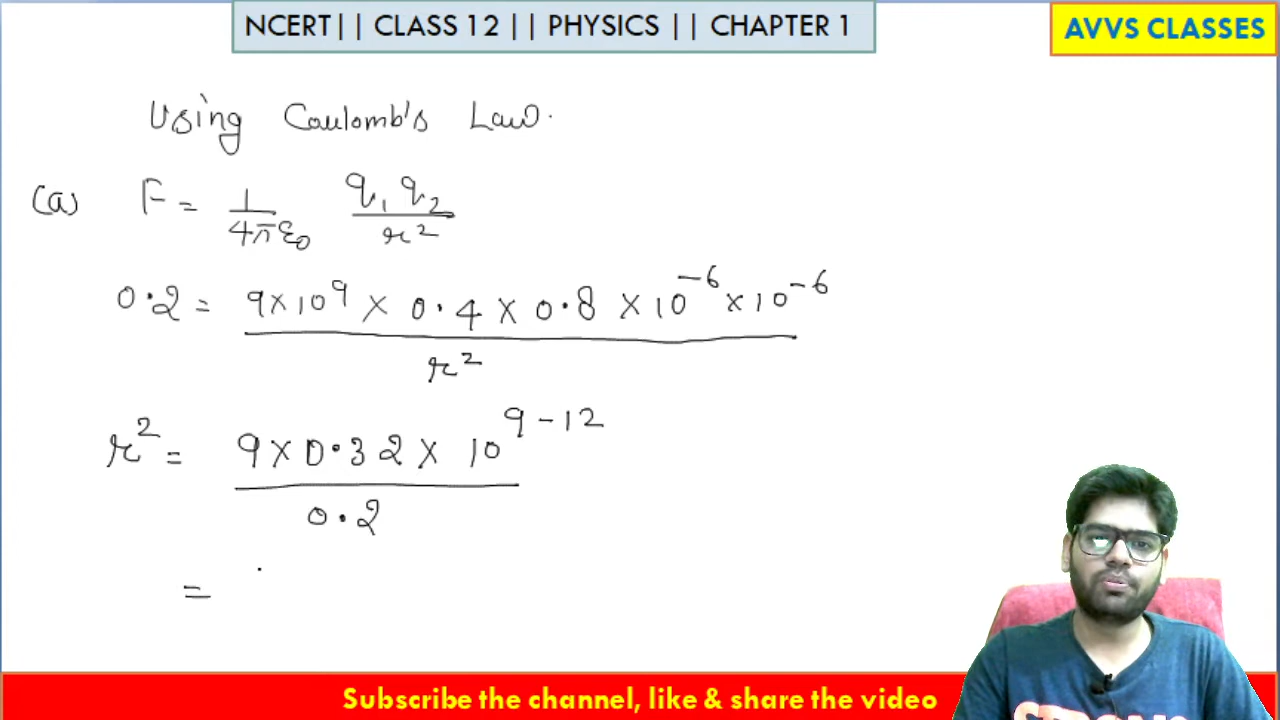 NCERT|| CLASS 12 || PHYSICS || CHAPTER 1
AVVS CLASSES
Using Coulomb's Law.
(a) F = 1/4πε₀ q₁ q₂/r²
0.2 = 9×10⁹ × 0.4 × 0.8 × 10⁻⁶ × 10⁻⁶/r²
r² = 9×0.32× 10⁹⁻¹²/0.2
=
Subscribe the channel, like & share the video